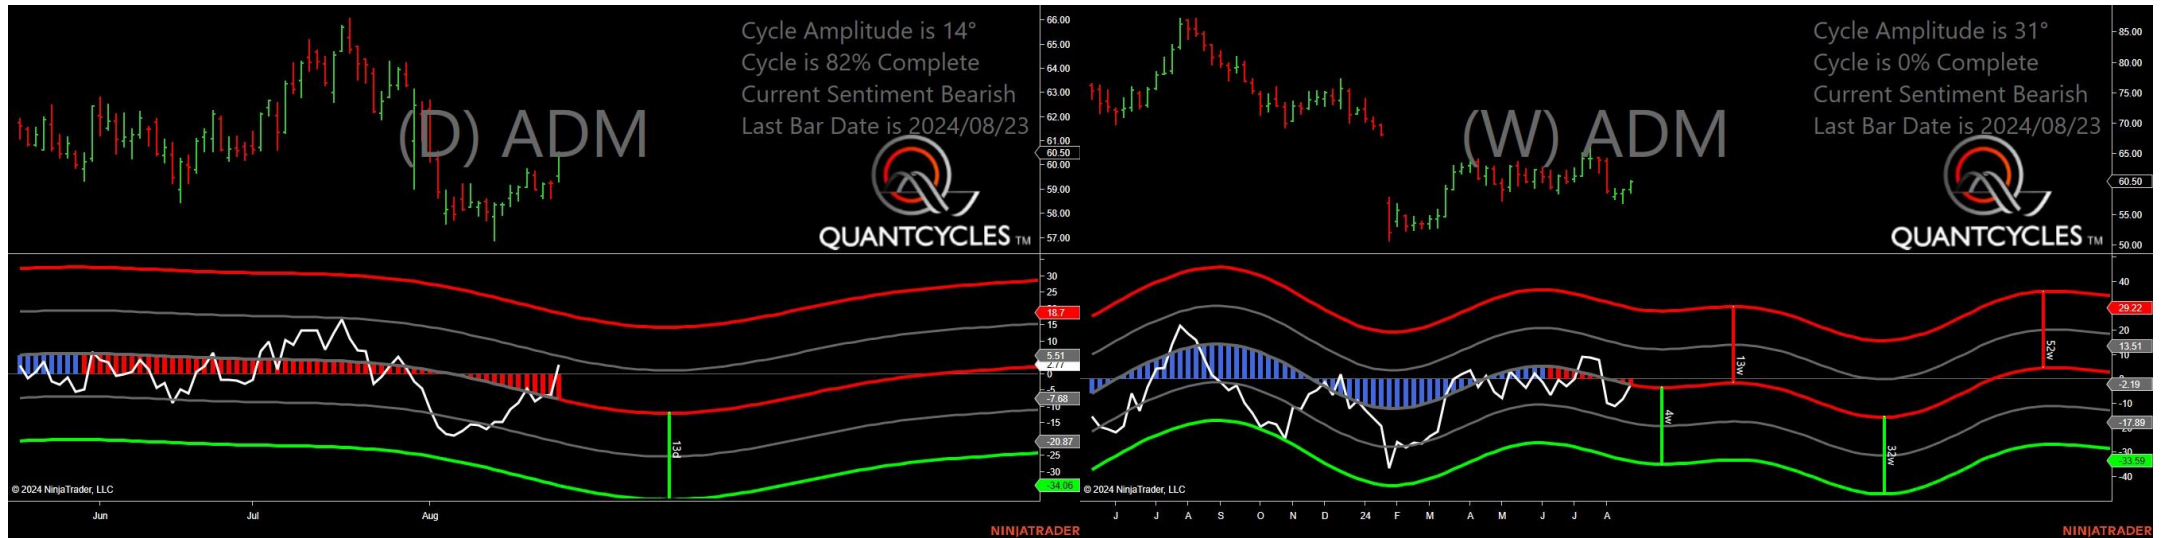 Cycle Amplitude is 14°
Cycle is 82% Complete
Current Sentiment Bearish
Last Bar Date is 2024/08/23
(D) ADM
QUANTCYCLES TM
66.00
65.00
64.00
63.00
62.00
61.00
60.50
60.00
59.00
58.00
57.00
30
25
18.7
15
10
5.51
2.77
0
-5
-7.68
-10
-15
-20.87
-25
-30
-34.06
13d
© 2024 NinjaTrader, LLC
Jun Jul Aug
NINJATRADER
Cycle Amplitude is 31°
Cycle is 0% Complete
Current Sentiment Bearish
Last Bar Date is 2024/08/23
(W) ADM
QUANTCYCLES TM
85.00
80.00
75.00
70.00
65.00
60.50
55.00
50.00
40
29.22
20
13.51
10
-2.19
-10
-17.89
-30
-33.59
-40
4w
13w
32w
52w
© 2024 NinjaTrader, LLC
J J A S O N D 24 F M A M J J A
NINJATRADER